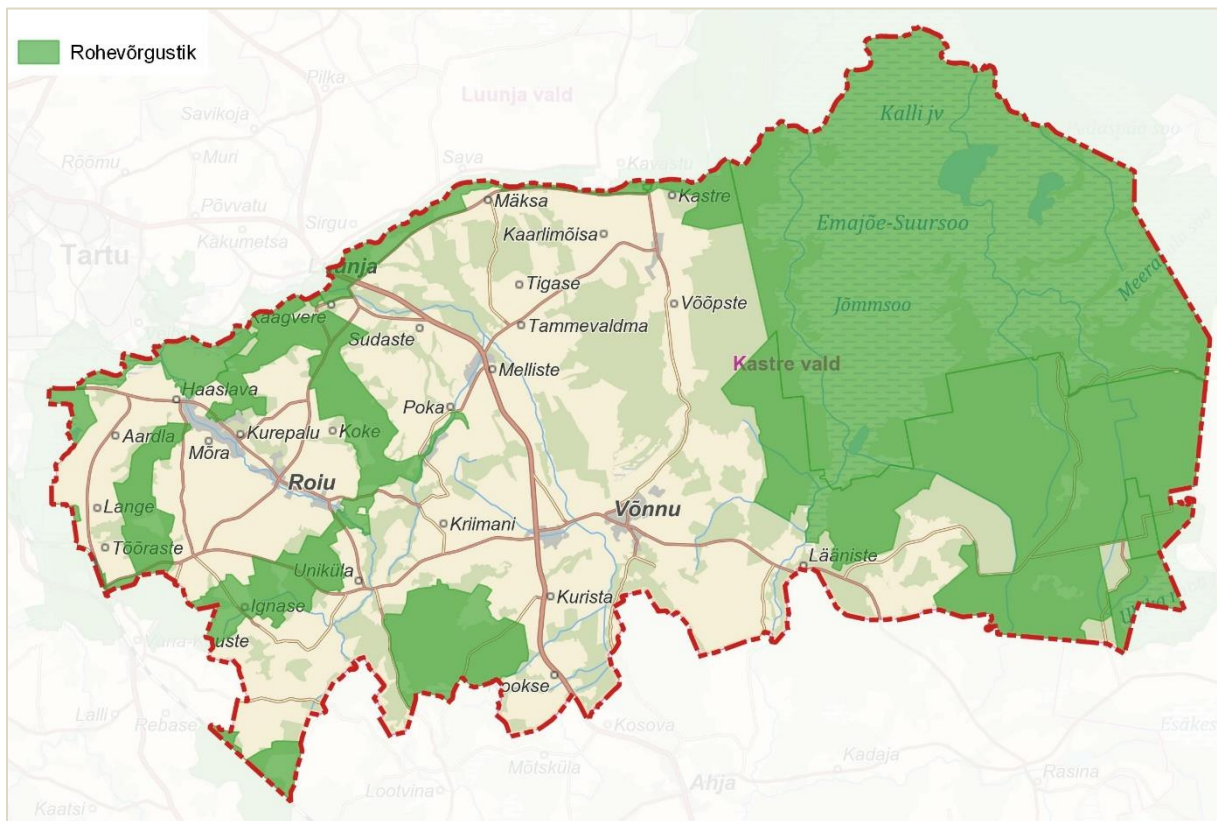 Rohevõrgustik
Pilka
Luunja vald
Savikoja
Kalli jv
Rõõmu
Muri
Sava
Kavastu
Mäksa
Kastre
Põvvatu
Sirgu
Kakumetsa
Kaarlimõisa
Emajõe-Suursoo
Tartu
Tigase
Jõmmsoo
Meera
Võõpste
Sudaste
Tammevaldma
Kastre vald
Melliste
Haaslava
Poka
Aardla
Kurepalu
Koke
Mõra
Roiu
Lange
Võnnu
Kriimani
Tõõraste
Uniküla
Lääniste
Kurista
Ignase
Lalli
Rebase
Kosova
Kadaja
Mõtsküla
Ahja
Rasina
Kaatsi
Lootvina